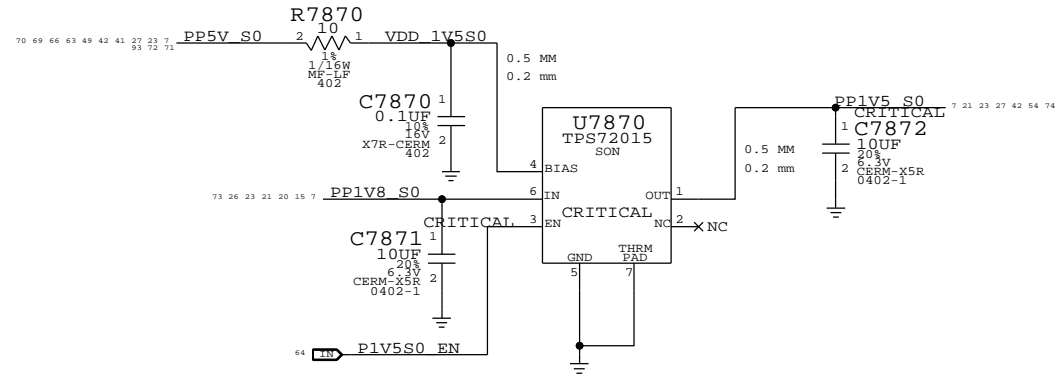 R7870
10
70 69 66 63 49 42 41 27 23 7
93 72 71
PP5V_S0
2
1
VDD_1V5S0
1%
1/16W
MF-LF
402
0.5 MM
0.2 mm
C7870
0.1UF
10%
16V
X7R-CERM
402
1
2
U7870
TPS72015
SON
4
BIAS
6
IN
3
EN
OUT
1
NC
2
NC
CRITICAL
GND
5
THRM
PAD
7
PP1V5_S0
7 21 23 27 42 54 74
CRITICAL
1
C7872
10UF
20%
6.3V
CERM-X5R
0402-1
2
0.5 MM
0.2 mm
73 26 23 21 20 15 7
PP1V8_S0
CRITICAL
C7871
10UF
20%
6.3V
CERM-X5R
0402-1
1
2
64
IN
P1V5S0_EN